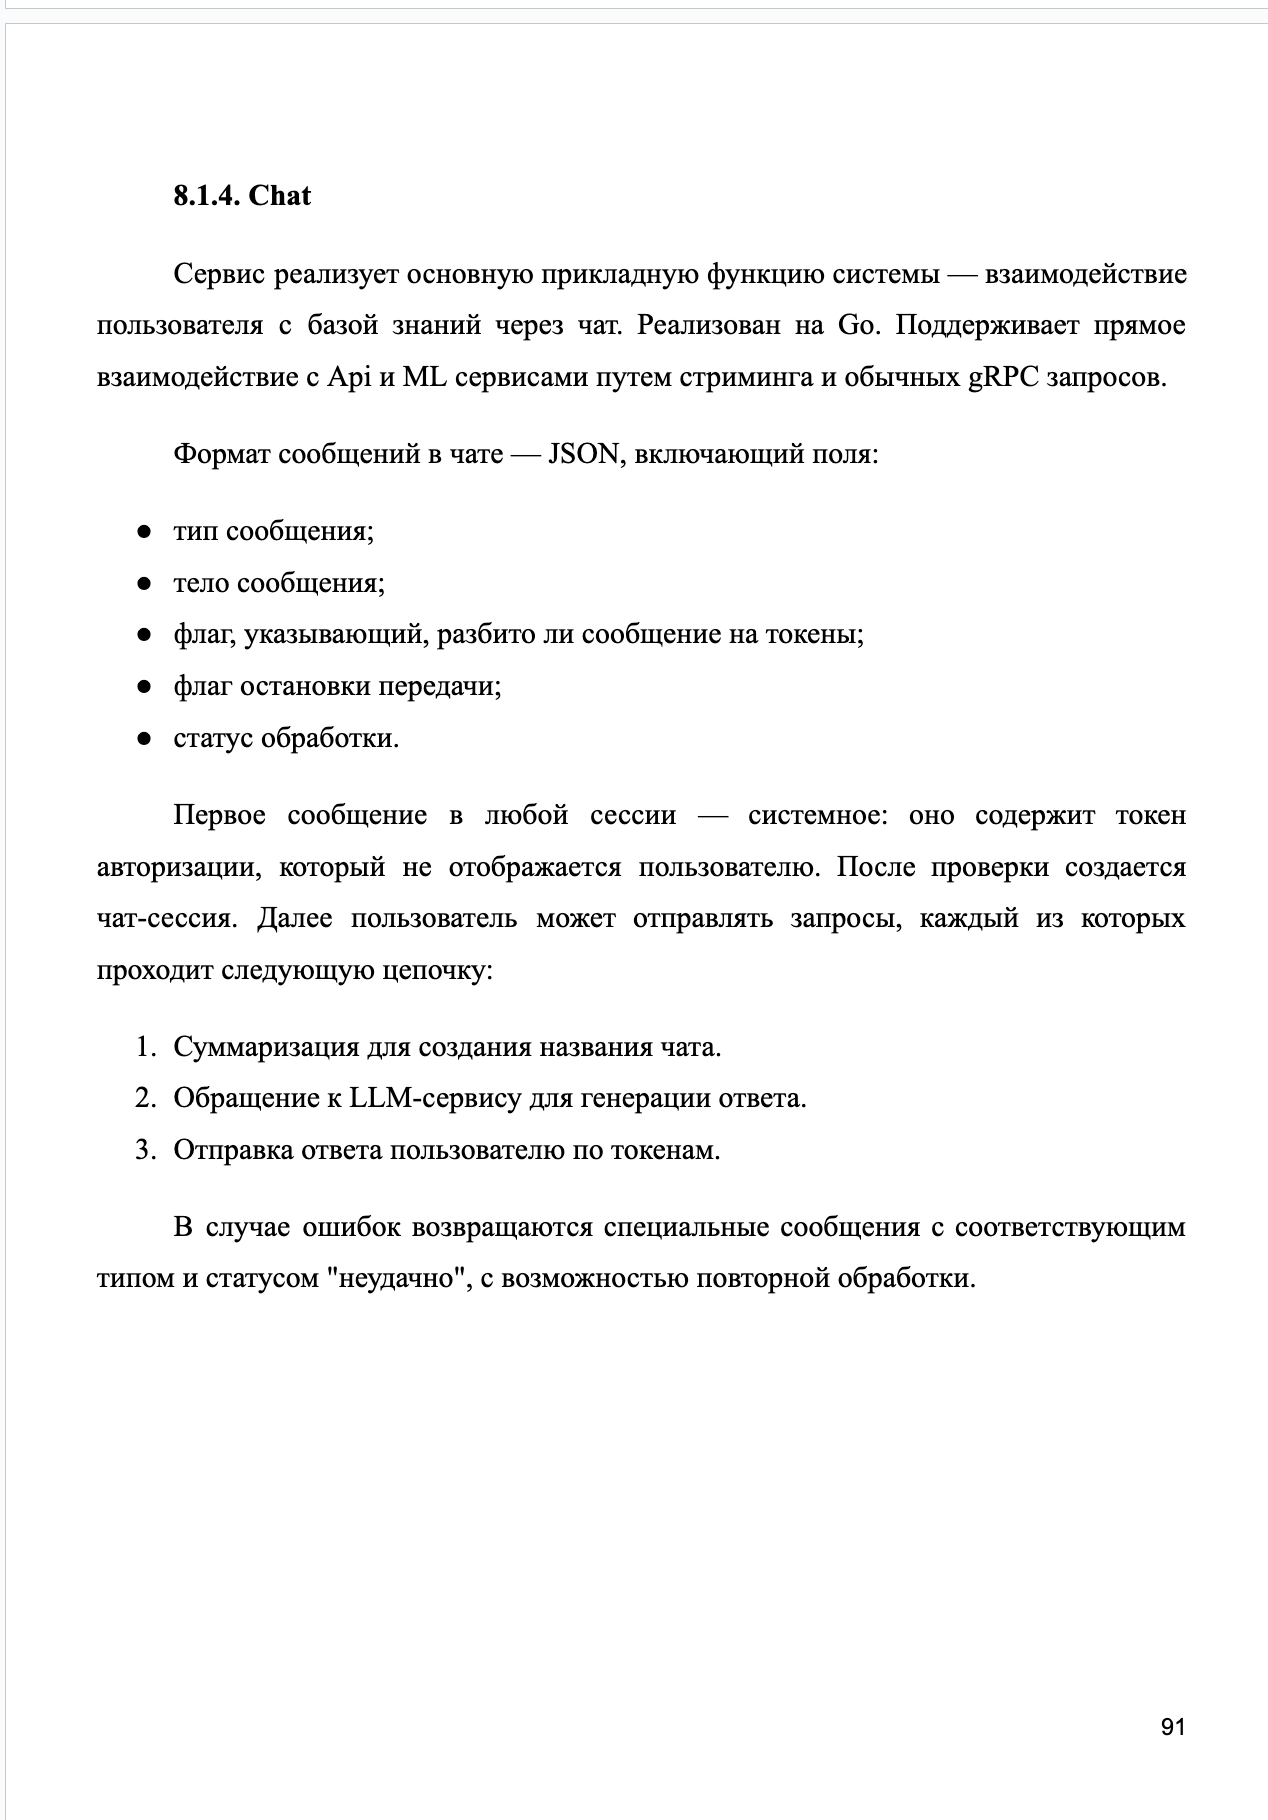 8.1.4. Chat
Сервис реализует основную прикладную функцию системы — взаимодействие
пользователя с базой знаний через чат. Реализован на Go. Поддерживает прямое
взаимодействие с Api и ML сервисами путем стриминга и обычных gRPC запросов.
Формат сообщений в чате — JSON, включающий поля:
● тип сообщения;
● тело сообщения;
● флаг, указывающий, разбито ли сообщение на токены;
● флаг остановки передачи;
● статус обработки.
Первое сообщение в любой сессии — системное: оно содержит токен
авторизации, который не отображается пользователю. После проверки создается
чат-сессия. Далее пользователь может отправлять запросы, каждый из которых
проходит следующую цепочку:
1. Суммаризация для создания названия чата.
2. Обращение к LLM-сервису для генерации ответа.
3. Отправка ответа пользователю по токенам.
В случае ошибок возвращаются специальные сообщения с соответствующим
типом и статусом "неудачно", с возможностью повторной обработки.
91